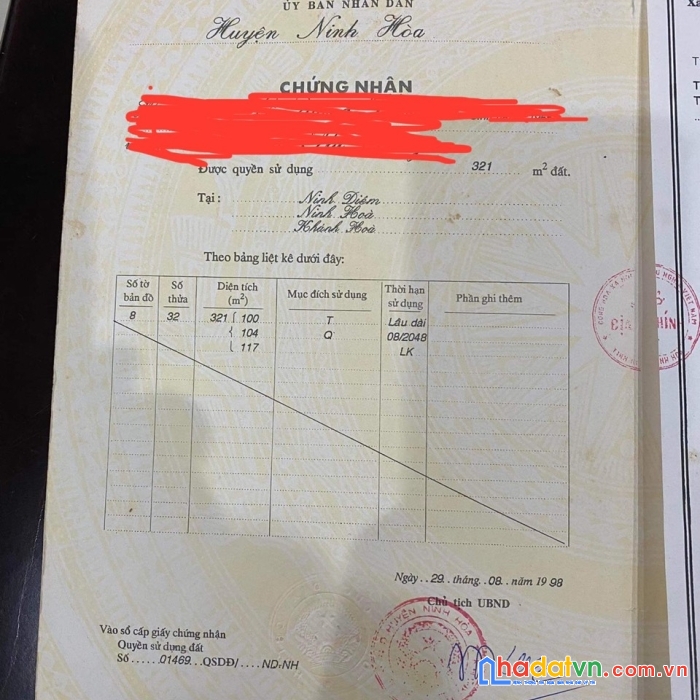 ỦY BAN NHÂN DÂN
Huyện Ninh Hòa
CHỨNG NHẬN
Được quyền sử dụng 321 m² đất.
Tại : Ninh Diêm
Ninh Hoà
Khánh Hoà
Theo bảng liệt kê dưới đây:
Số tờ bản đồ Số thửa Diện tích (m²) Mục đích sử dụng Thời hạn sử dụng Phần ghi thêm
8 32 321 { 100 T Lâu dài
{ 104 Q 08/2048
{ 117 LK
Ngày . . 29. . tháng . . 08. . năm 1998
Chủ tịch UBND
HUYỆN NINH HÒA
Vào sổ cấp giấy chứng nhận
Quyền sử dụng đất
Số . . . . . 01469. . . QSDĐ/ . . . . ND-NH
nhadatvn.com.vn